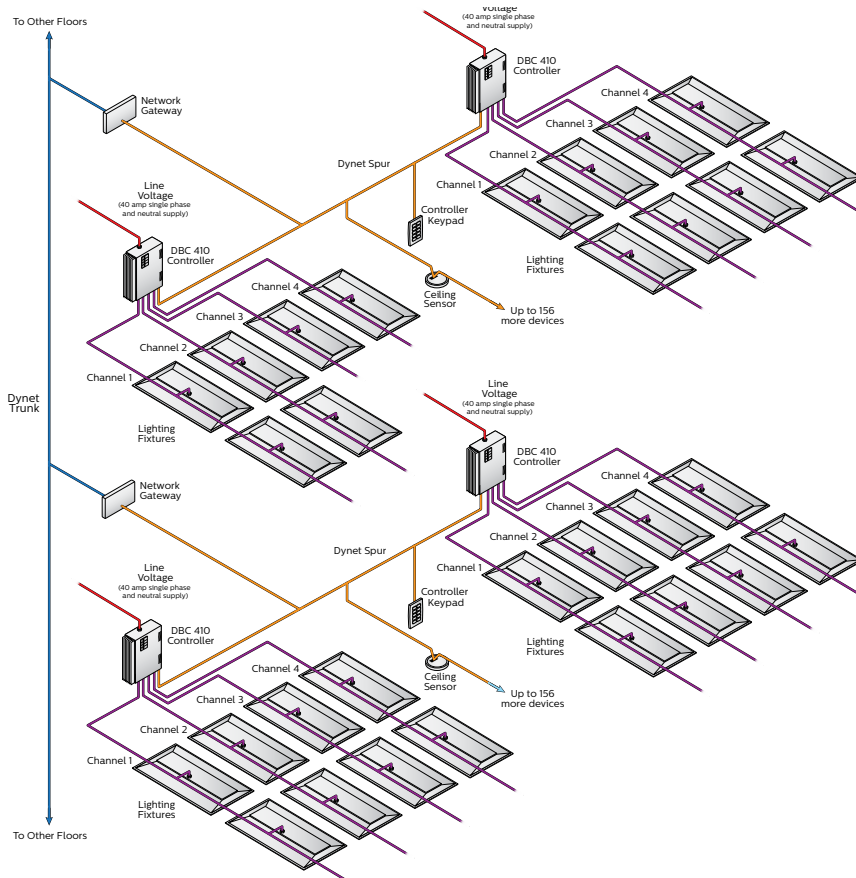 Voltage
(40 amp single phase
and neutral supply)
To Other Floors
DBC 410
Controller
Network
Gateway
Channel 4
Channel 3
Channel 2
Channel 1
Dynet Spur
Line
Voltage
(40 amp single phase
and neutral supply)
Controller
Keypad
DBC 410
Controller
Lighting
Fixtures
Ceiling
Sensor
Up to 156
more devices
Channel 4
Channel 3
Channel 2
Channel 1
Lighting
Fixtures
Dynet
Trunk
Line
Voltage
(40 amp single phase
and neutral supply)
DBC 410
Controller
Network
Gateway
Channel 4
Channel 3
Channel 2
Channel 1
Dynet Spur
Line
Voltage
(40 amp single phase
and neutral supply)
Controller
Keypad
DBC 410
Controller
Lighting
Fixtures
Ceiling
Sensor
Up to 156
more devices
Channel 4
Channel 3
Channel 2
Channel 1
Lighting
Fixtures
To Other Floors